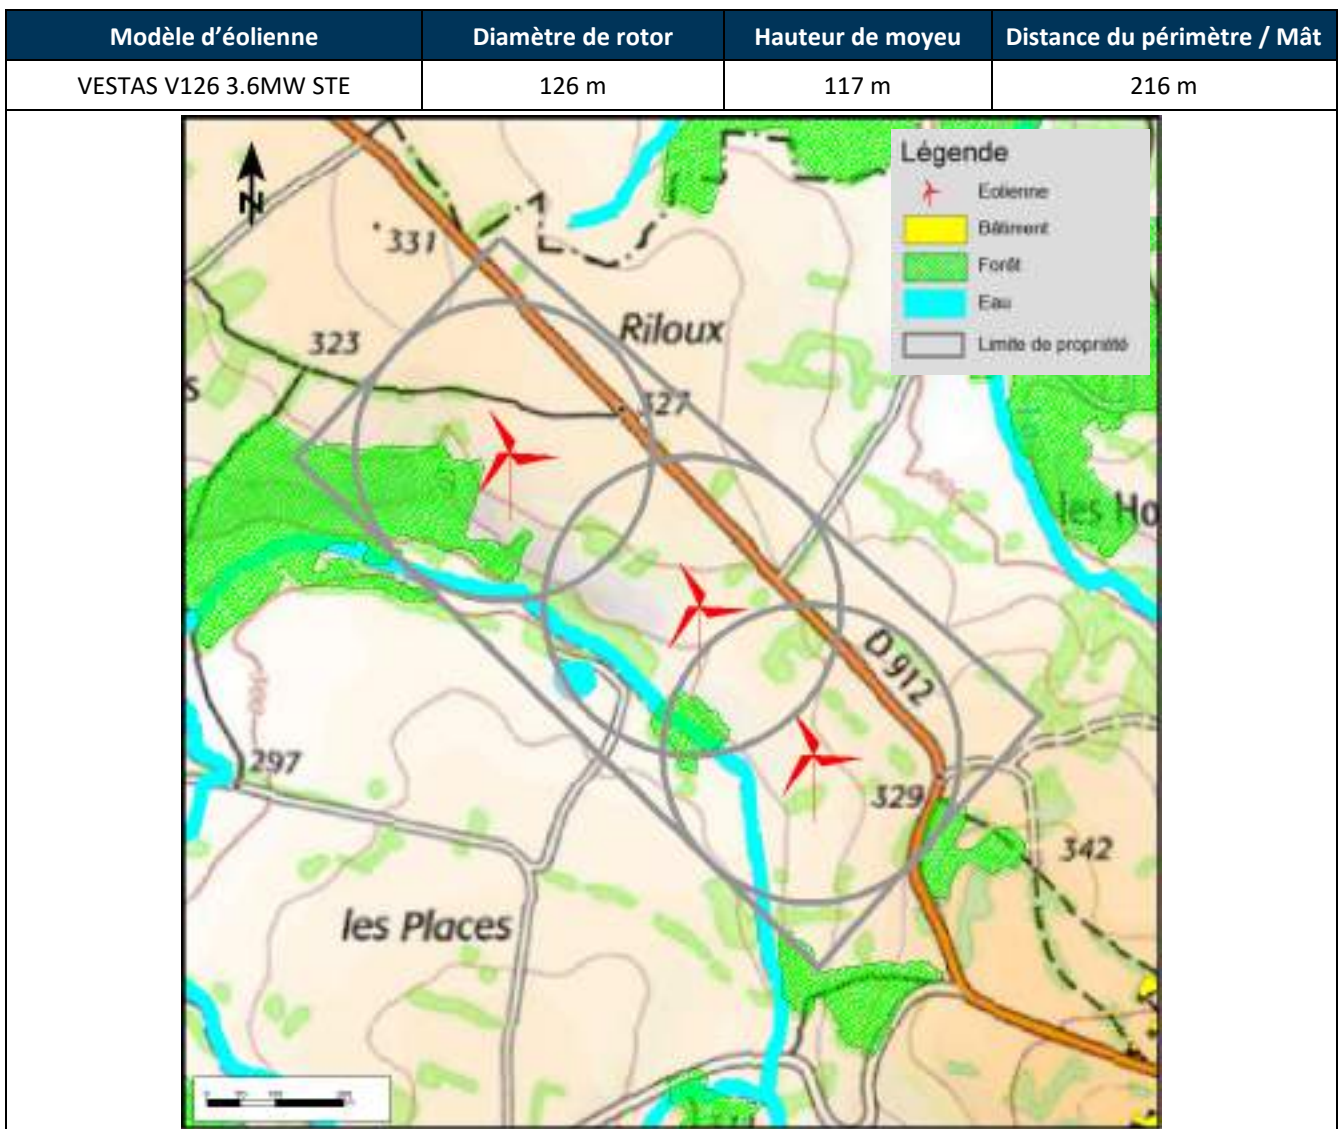 Modèle d'éolienne Diamètre de rotor Hauteur de moyeu Distance du périmètre / Mât
VESTAS V126 3.6MW STE 126 m 117 m 216 m
Légende
N
Eolienne
331
Bâtiment
Forêt
Eau
Riloux
323
Limite de propriété
327
les Ho
D 912
297
329
342
les Places